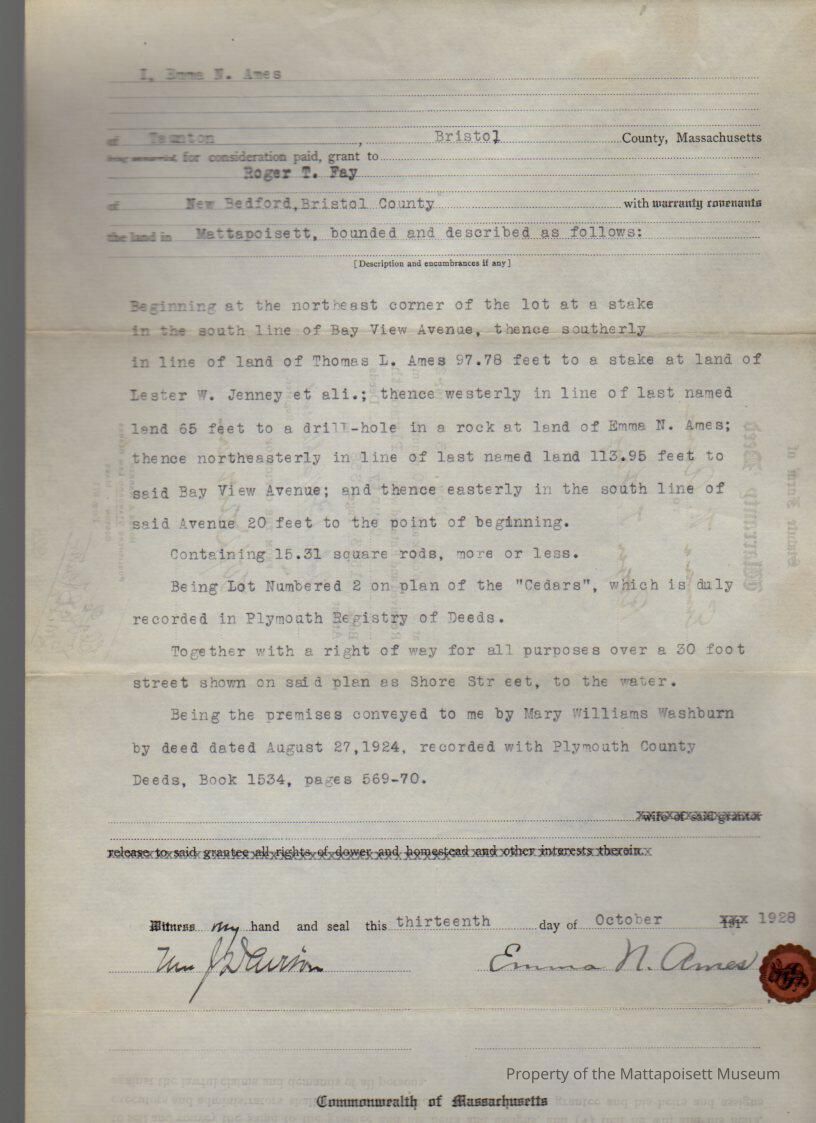 I, Emma N. Ames
of Taunton, Bristol County, Massachusetts
being unmarried, for consideration paid, grant to
Roger T. Fay
of New Bedford,Bristol County with warranty covenants
the land in Mattapoisett, bounded and described as follows:
[Description and encumbrances if any]
Beginning at the northeast corner of the lot at a stake
in the south line of Bay View Avenue, thence southerly
in line of land of Thomas L. Ames 97.78 feet to a stake at land of
Lester W. Jenney et ali.; thence westerly in line of last named
land 65 feet to a drill-hole in a rock at land of Emma N. Ames;
thence northeasterly in line of last named land 113.95 feet to
said Bay View Avenue; and thence easterly in the south line of
said Avenue 20 feet to the point of beginning.
Containing 15.31 square rods, more or less.
Being Lot Numbered 2 on plan of the "Cedars", which is duly
recorded in Plymouth Registry of Deeds.
Together with a right of way for all purposes over a 30 foot
street shown on said plan as Shore Str eet, to the water.
Being the premises conveyed to me by Mary Williams Washburn
by deed dated August 27,1924, recorded with Plymouth County
Deeds, Book 1534, pages 569-70.
wife of said grantor
release to said grantee all rights of dower and homestead and other interests therein.
Witness my hand and seal this thirteenth day of October 191 1928
Wm J Davison Emma N. Ames
Property of the Mattapoisett Museum
Commonwealth of Massachusetts